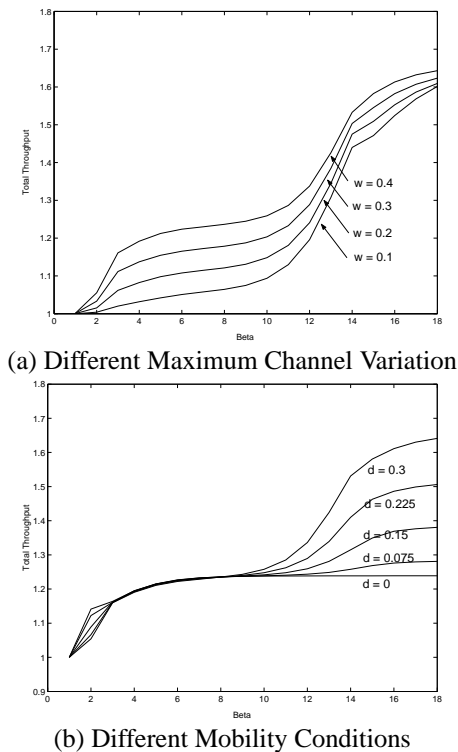 1.8
1.7
1.6
1.5
1.4
1.3
1.2
1.1
1
Total Throughput
w = 0.4
w = 0.3
w = 0.2
w = 0.1
0 2 4 6 8 10 12 14 16 18
Beta
(a) Different Maximum Channel Variation
1.8
1.7
1.6
1.5
1.4
1.3
1.2
1.1
1
0.9
Total Throughput
d = 0.3
d = 0.225
d = 0.15
d = 0.075
d = 0
0 2 4 6 8 10 12 14 16 18
Beta
(b) Different Mobility Conditions